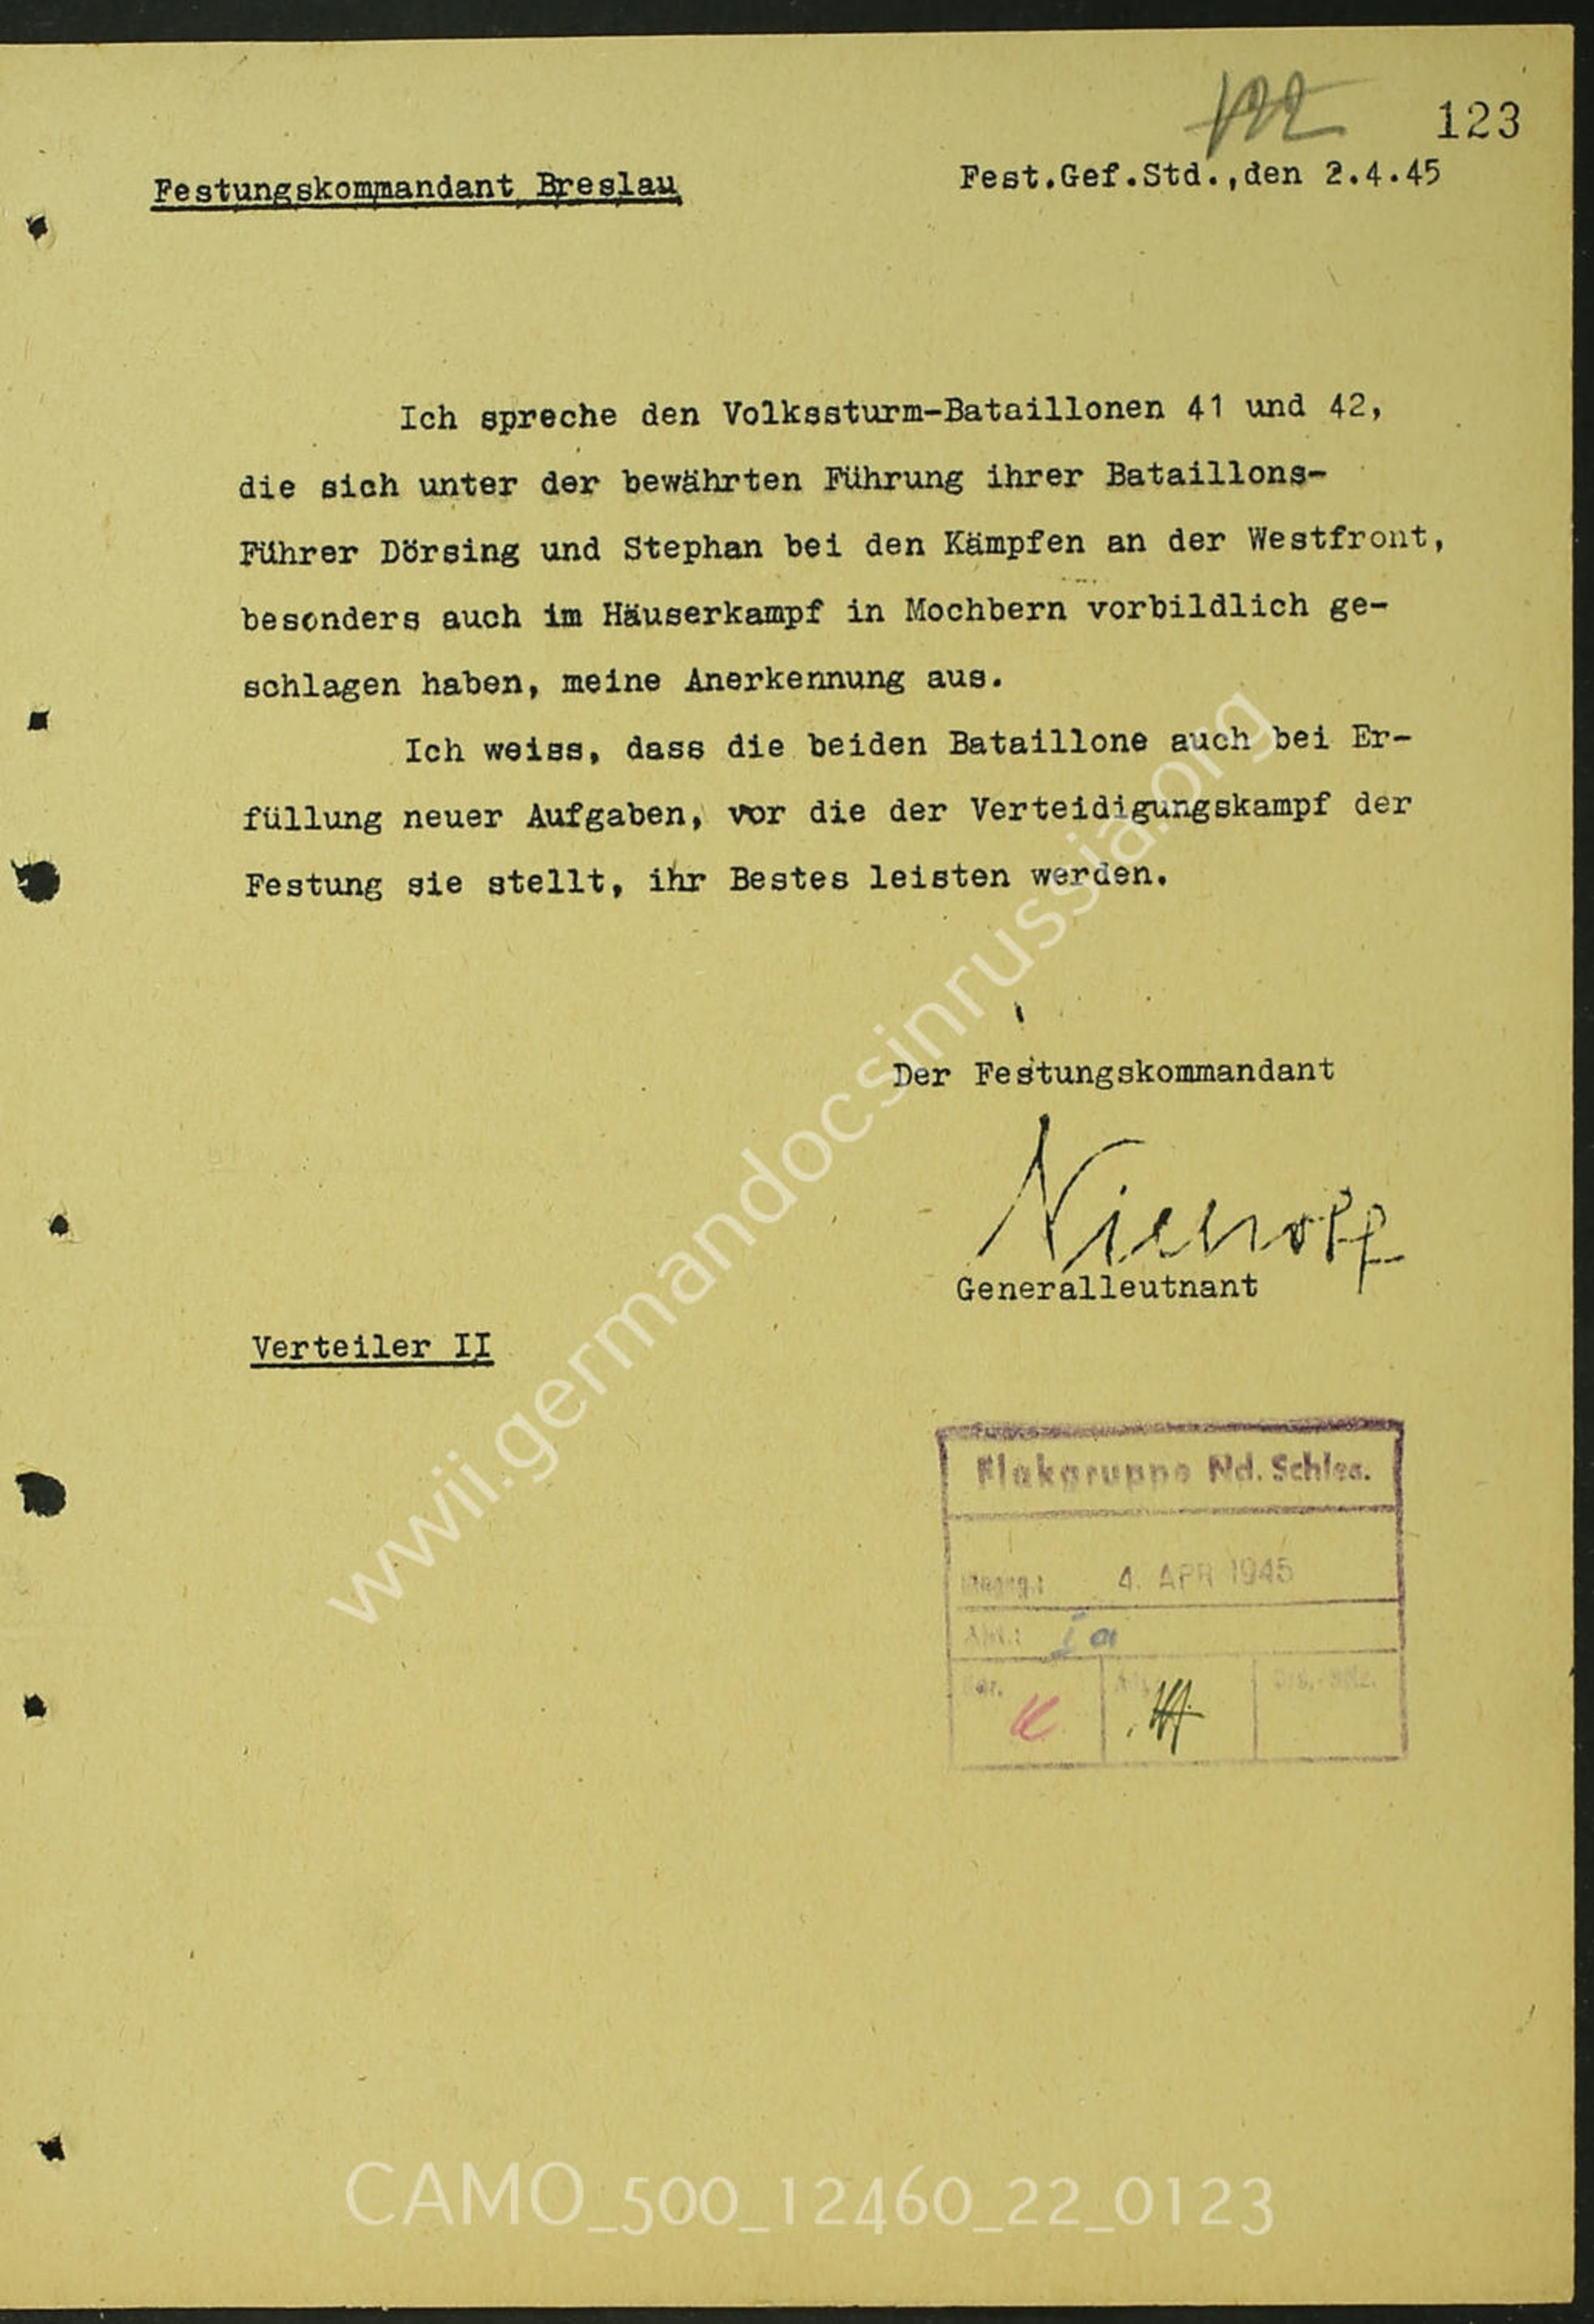 122
123
Festungskommandant Breslau
Fest.Gef.Std.,den 2.4.45
Ich spreche den Volkssturm-Bataillonen 41 und 42,
die sich unter der bewährten Führung ihrer Bataillons-
Führer Dörsing und Stephan bei den Kämpfen an der Westfront,
besonders auch im Häuserkampf in Mochbern vorbildlich ge-
schlagen haben, meine Anerkennung aus.
Ich weiss, dass die beiden Bataillone auch bei Er-
füllung neuer Aufgaben, vor die der Verteidigungskampf der
Festung sie stellt, ihr Bestes leisten werden.
Der Festungskommandant
Niehoff
Generalleutnant
Verteiler II
Flakgruppe Nd. Schles.
4. APR 1945
Abt.: Ia
www.ii.germandocsinrussia.org
CAMO_500_12460_22_0123